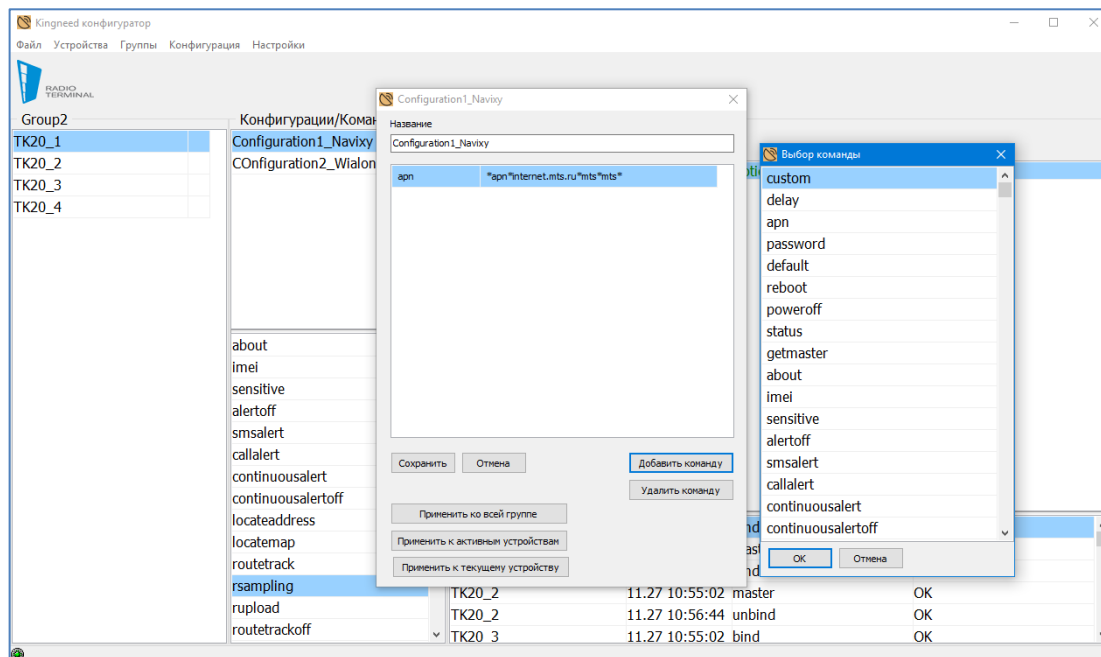 Kingneed конфигуратор
Файл Устройства Группы Конфигурация Настройки
RADIO
TERMINAL
Group2
TK20_1
TK20_2
TK20_3
TK20_4
Конфигурации/Коман
Configuration1_Navixy
COnfiguration2_Wialon
about
imei
sensitive
alertoff
smsalert
callalert
continuousalert
continuousalertoff
locateaddress
locatemap
routetrack
rsampling
rupload
routetrackoff
Configuration1_Navixy
Название
Configuration1_Navixy
apn *apn*internet.mts.ru*mts*mts*
Сохранить Отмена Добавить команду
Удалить команду
Применить ко всей группе
Применить к активным устройствам
Применить к текущему устройству
Выбор команды
custom
delay
apn
password
default
reboot
poweroff
status
getmaster
about
imei
sensitive
alertoff
smsalert
callalert
continuousalert
continuousalertoff
OK Отмена
TK20_2 11.27 10:55:02 master OK
TK20_2 11.27 10:56:44 unbind OK
TK20_3 11.27 10:55:02 bind OK